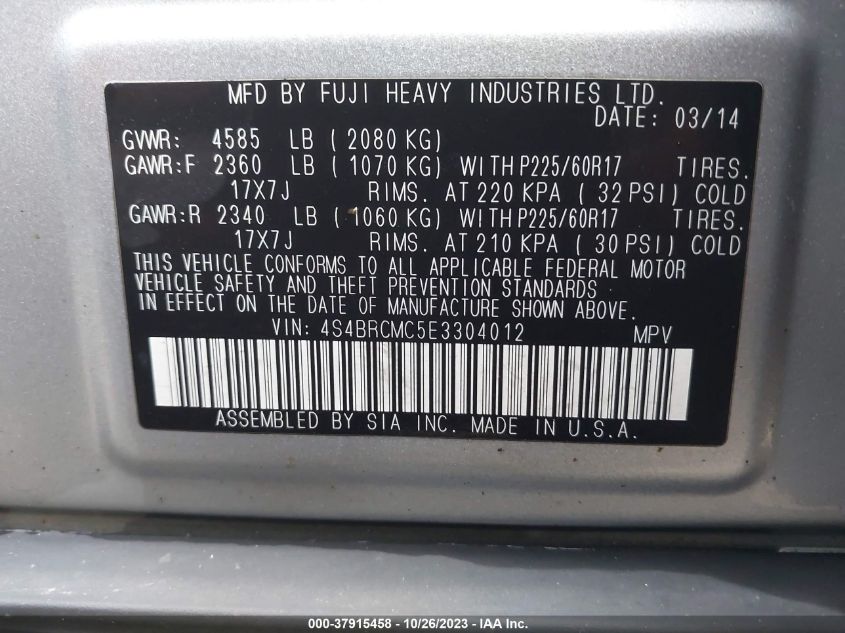 MFD BY FUJI HEAVY INDUSTRIES LTD.
DATE: 03/14
GVWR: 4585 LB ( 2080 KG)
GAWR:F 2360 LB ( 1070 KG) WITH P225/60R17 TIRES.
17X7J RIMS. AT 220 KPA ( 32 PSI) COLD
GAWR:R 2340 LB ( 1060 KG) WITH P225/60R17 TIRES.
17X7J RIMS. AT 210 KPA ( 30 PSI) COLD
THIS VEHICLE CONFORMS TO ALL APPLICABLE FEDERAL MOTOR
VEHICLE SAFETY AND THEFT PREVENTION STANDARDS
IN EFFECT ON THE DATE OF MANUFACTURE SHOWN ABOVE.
VIN: 4S4BRCMC5E3304012 MPV
ASSEMBLED BY SIA INC. MADE IN U.S.A.
000-37915458 - 10/26/2023 - IAA Inc.